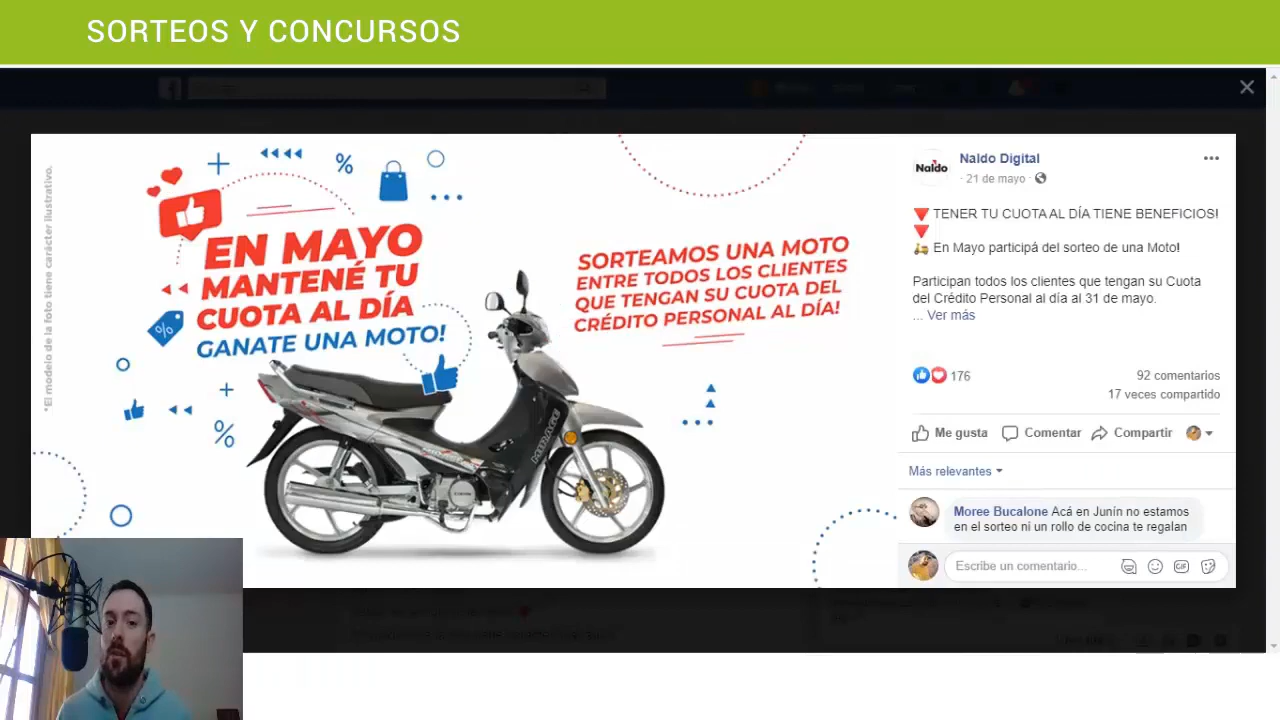 SORTEOS Y CONCURSOS
*El modelo de la foto tiene carácter ilustrativo.
%
EN MAYO
MANTENÉ TU
CUOTA AL DÍA
GANATE UNA MOTO!
%
%
SORTEAMOS UNA MOTO
ENTRE TODOS LOS CLIENTES
QUE TENGAN SU CUOTA DEL
CRÉDITO PERSONAL AL DÍA!
MIRAGE
Naldo
Naldo Digital
21 de mayo ·
TENER TU CUOTA AL DÍA TIENE BENEFICIOS!
En Mayo participá del sorteo de una Moto!
Participan todos los clientes que tengan su Cuota
del Crédito Personal al día al 31 de mayo.
... Ver más
176
92 comentarios
17 veces compartido
Me gusta
Comentar
Compartir
Más relevantes
Moree Bucalone Acá en Junín no estamos
en el sorteo ni un rollo de cocina te regalan
Escribe un comentario...
GIF